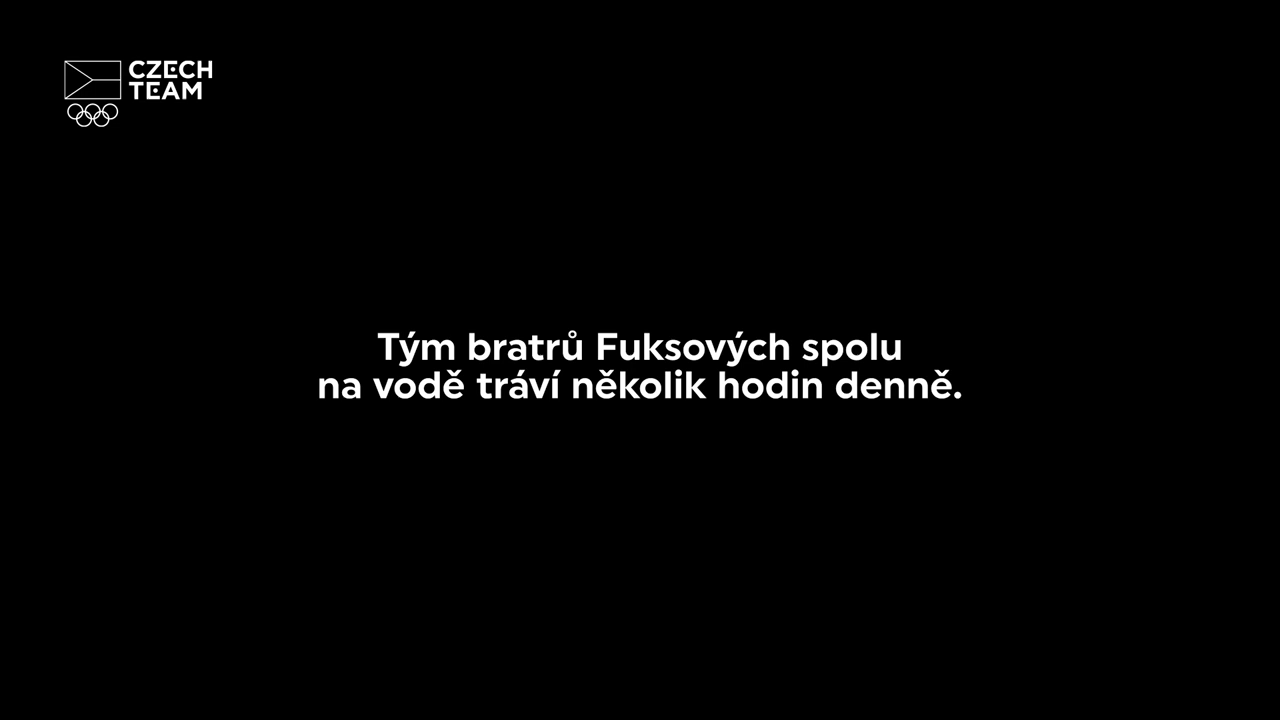 CZECH
TEAM
Tým bratrů Fuksových spolu
na vodě tráví několik hodin denně.